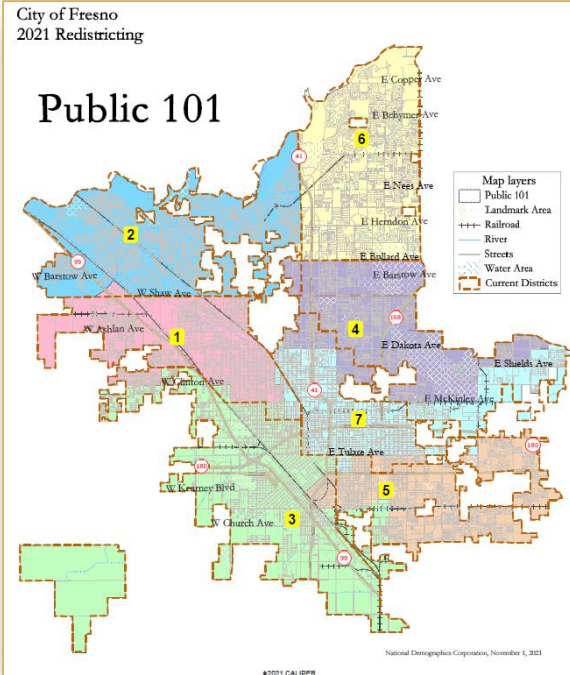 City of Fresno
2021 Redistricting
Public 101
E Copper Ave
E Behymer Ave
6
41
E Nees Ave
Map layers
Public 101
Landmark Area
Railroad
River
Streets
Water Area
Current Districts
E Herndon Ave
2
E Bullard Ave
99
W Barstow Ave
E Barstow Ave
W Shaw Ave
168
W Ashlan Ave
1
4
E Dakota Ave
E Shields Ave
W Clinton Ave
41
E McKinley Ave
7
E Tulare Ave
180
180
W Kearney Blvd
5
W Church Ave
3
99
National Demographics Corporation, November 1, 2021
©2021 CALIPER